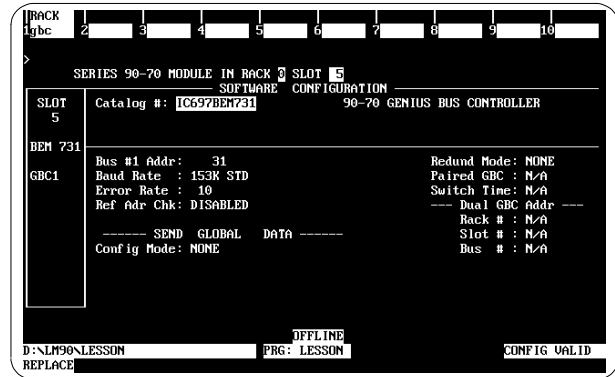 RACK
1gbc 2 3 4 5 6 7 8 9 10
>
SERIES 90-70 MODULE IN RACK 0 SLOT 5
SOFTWARE CONFIGURATION
SLOT Catalog #: IC697BEM731 90-70 GENIUS BUS CONTROLLER
5
BEM 731
Bus #1 Addr: 31 Redund Mode: NONE
GBC1 Baud Rate : 153K STD Paired GBC : N/A
Error Rate : 10 Switch Time: N/A
Ref Adr Chk: DISABLED --- Dual GBC Addr ---
Rack # : N/A
------ SEND GLOBAL DATA ------ Slot # : N/A
Config Mode: NONE Bus # : N/A
OFFLINE
D:\LM90\LESSON PRG: LESSON CONFIG VALID
REPLACE